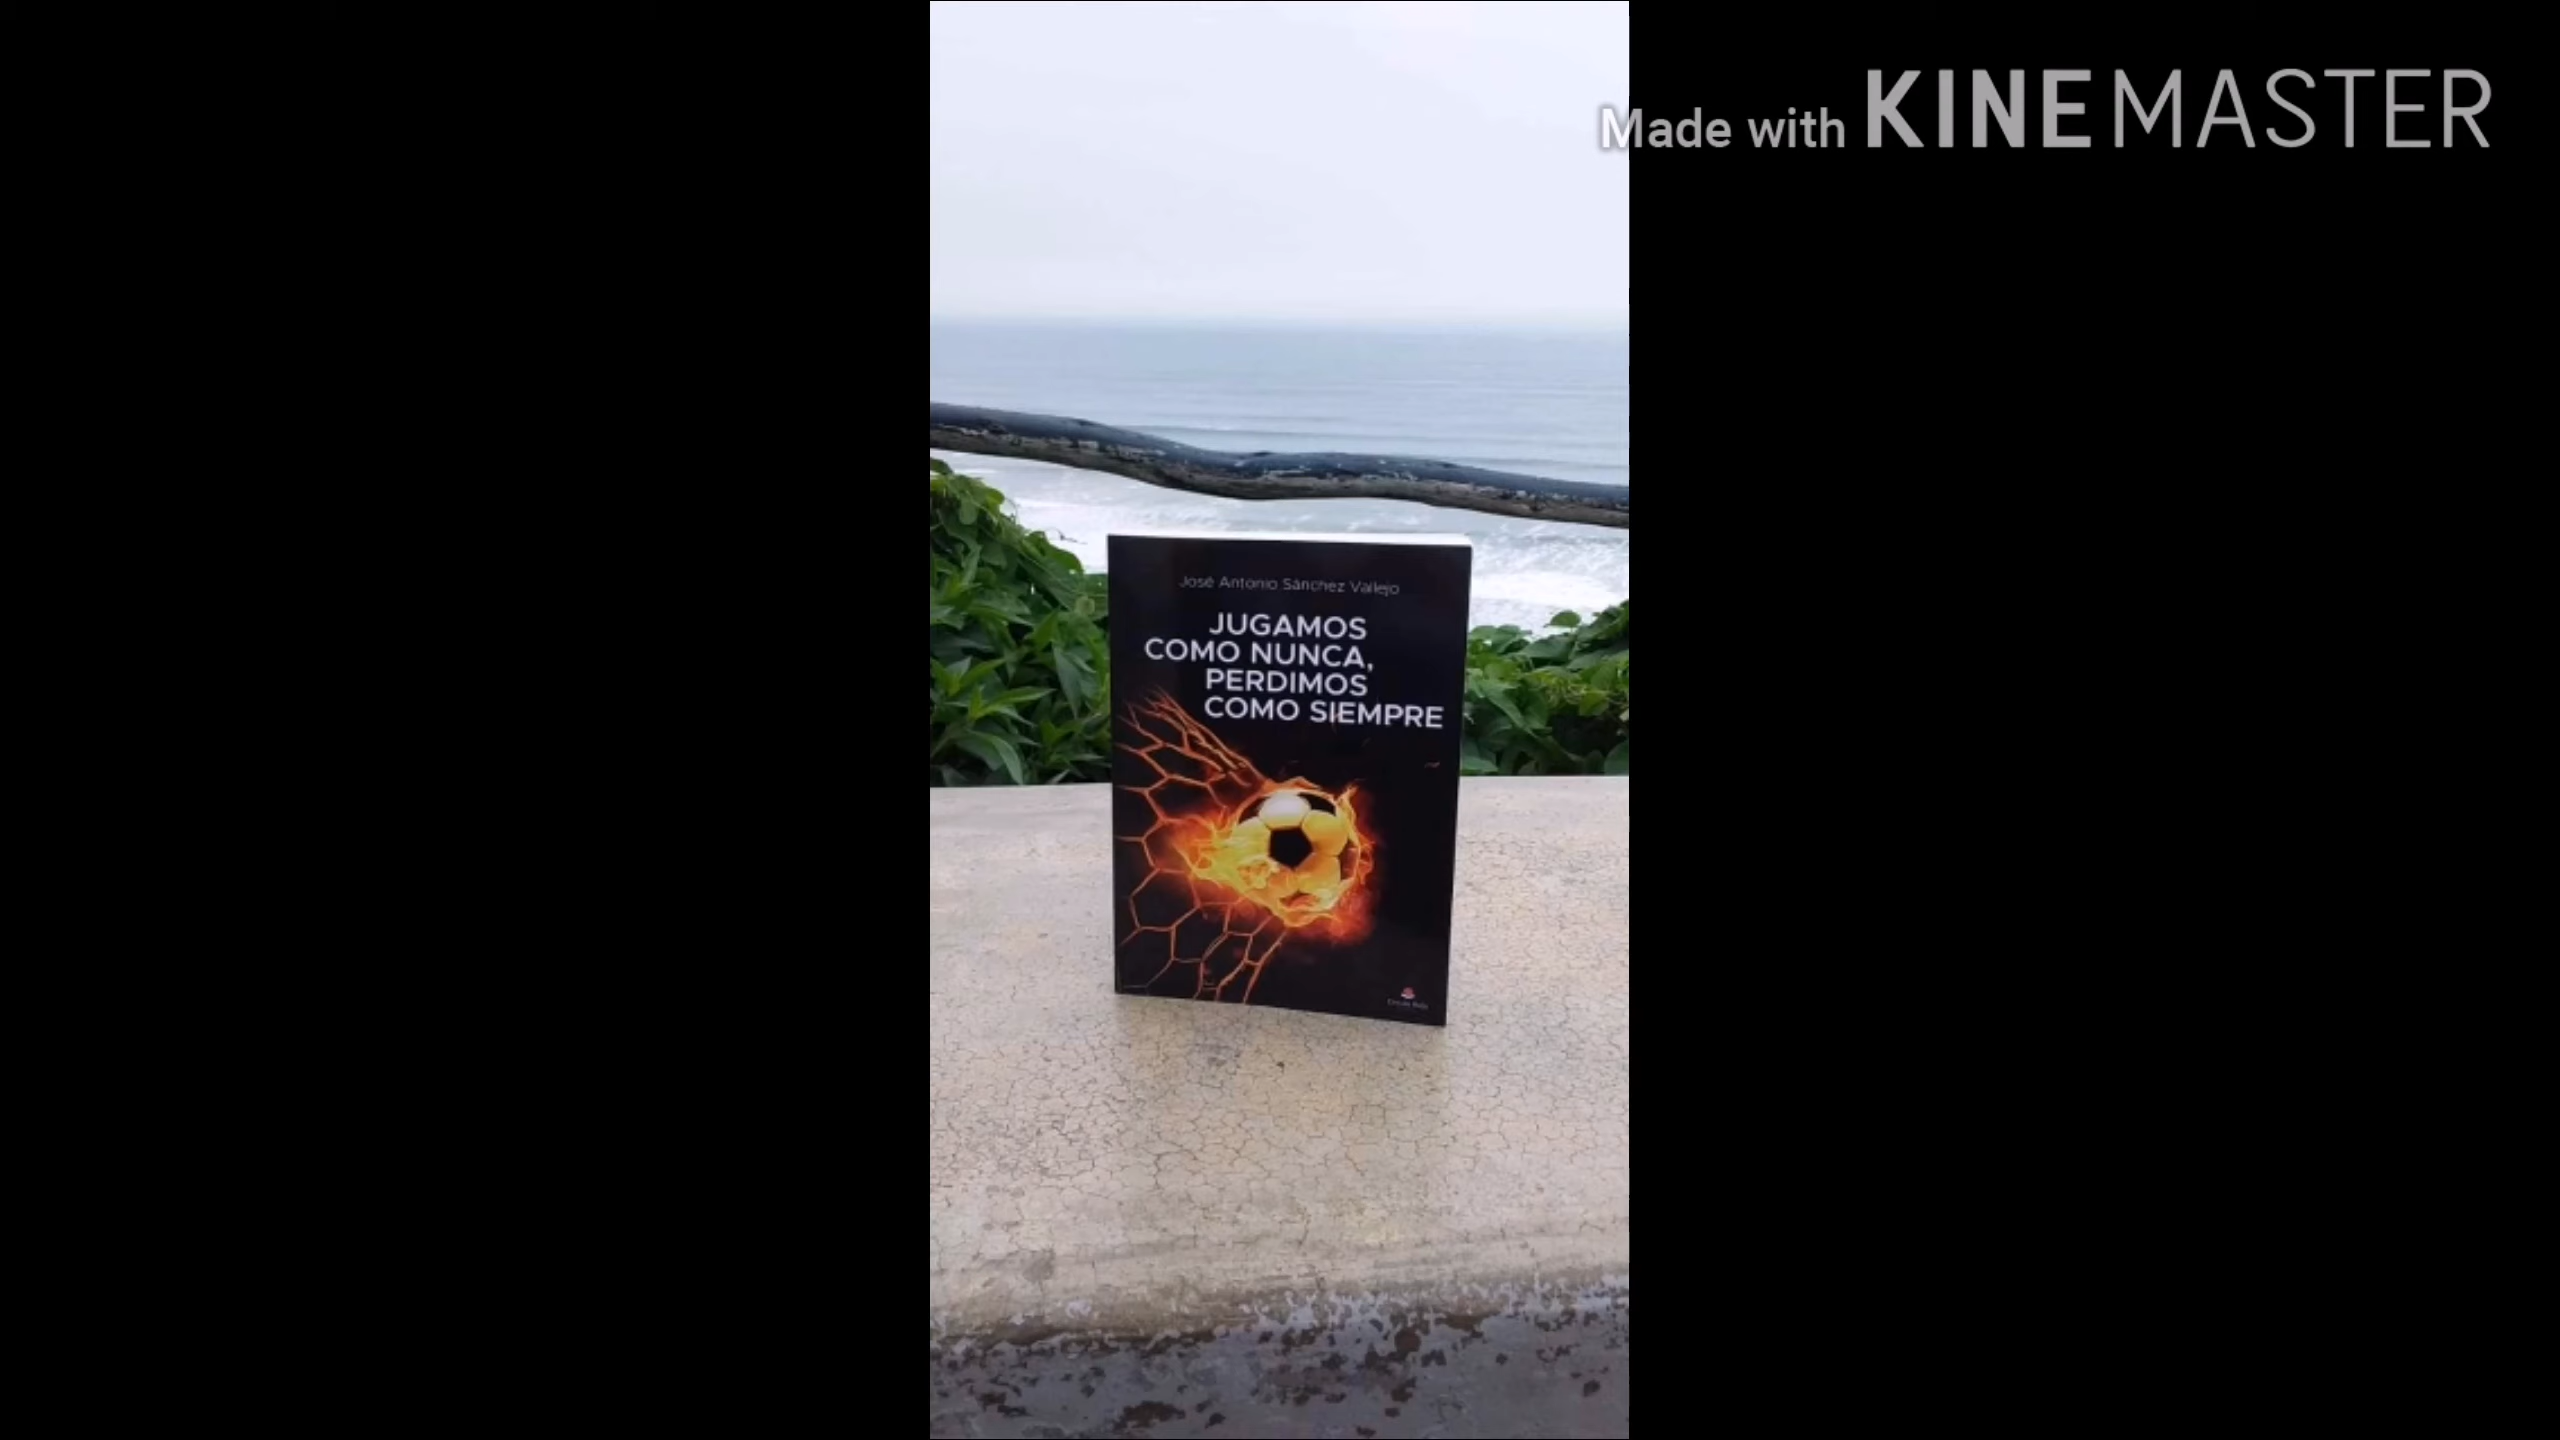 Made with KINEMASTER
José Antonio Sánchez Vallejo
JUGAMOS
COMO NUNCA,
PERDIMOS
COMO SIEMPRE